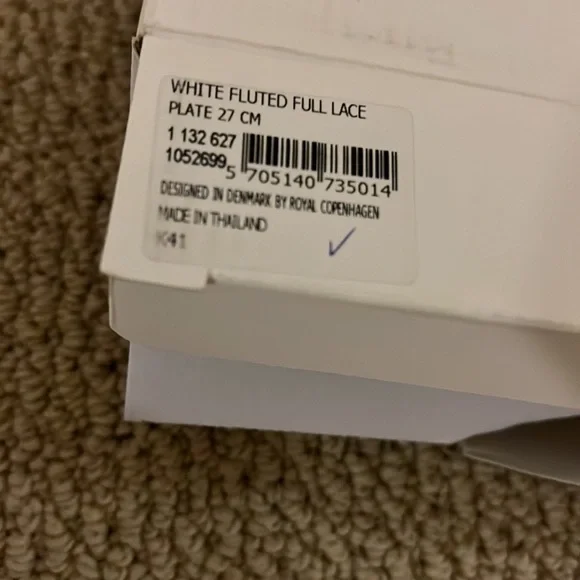 WHITE FLUTED FULL LACE
PLATE 27 CM
1 132 627
1052699
5 705140 735014
DESIGNED IN DENMARK BY ROYAL COPENHAGEN
MADE IN THAILAND
K41